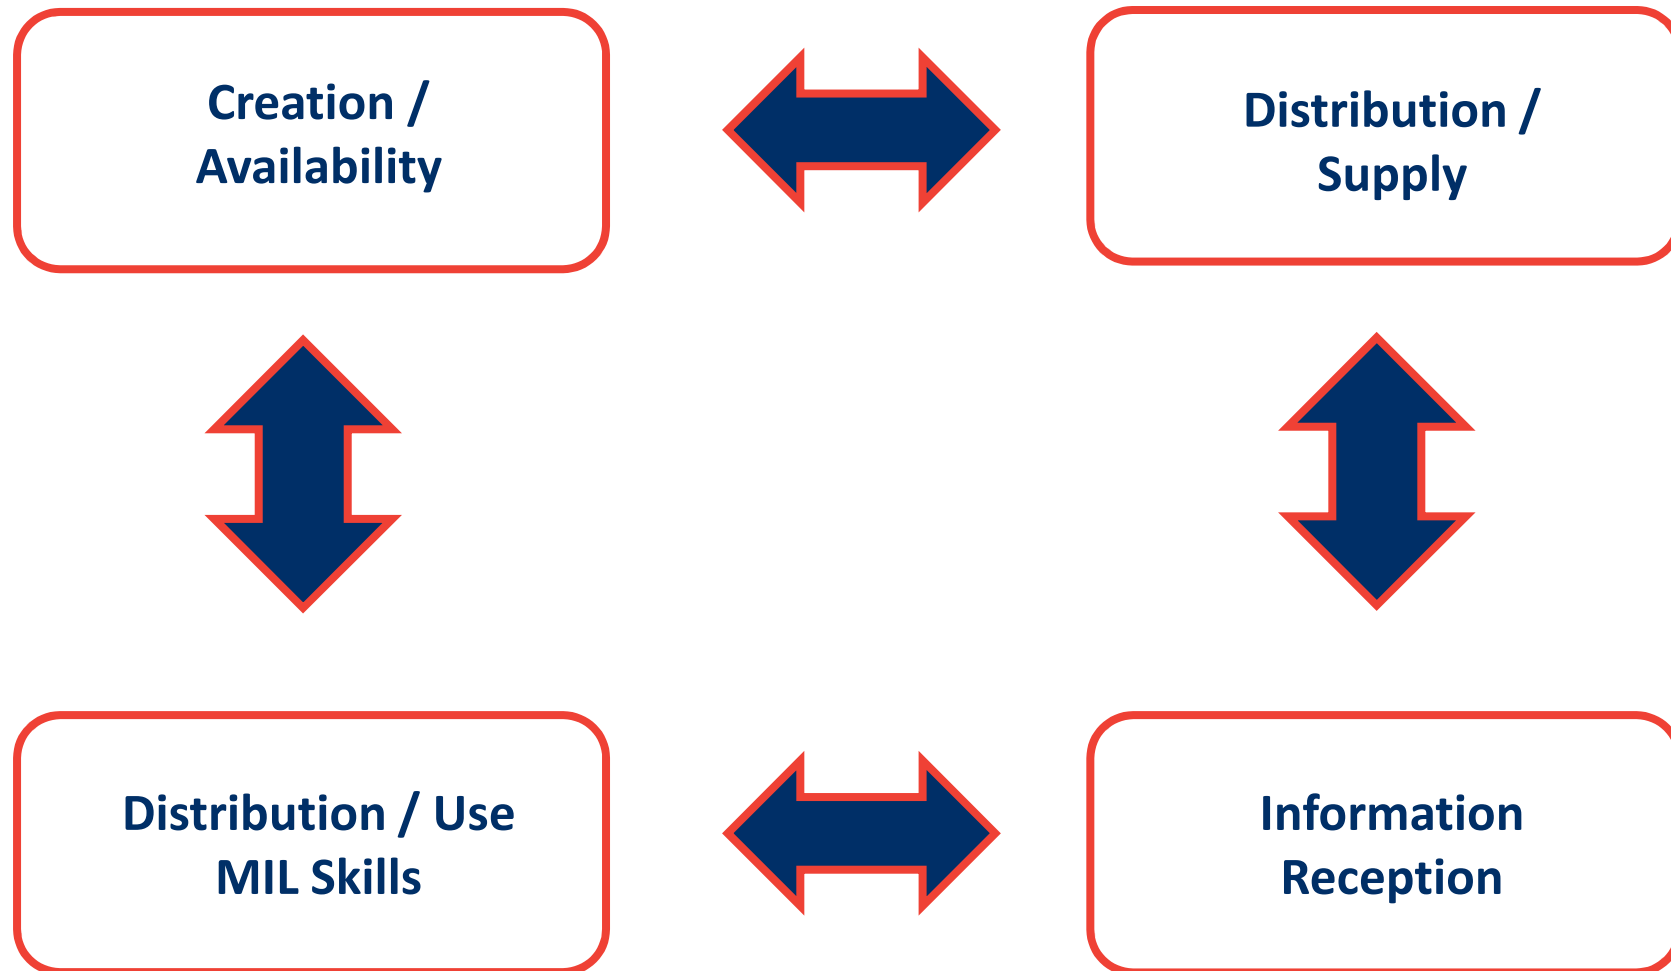 Creation /
Availability
Distribution /
Supply
Distribution / Use
MIL Skills
Information
Reception